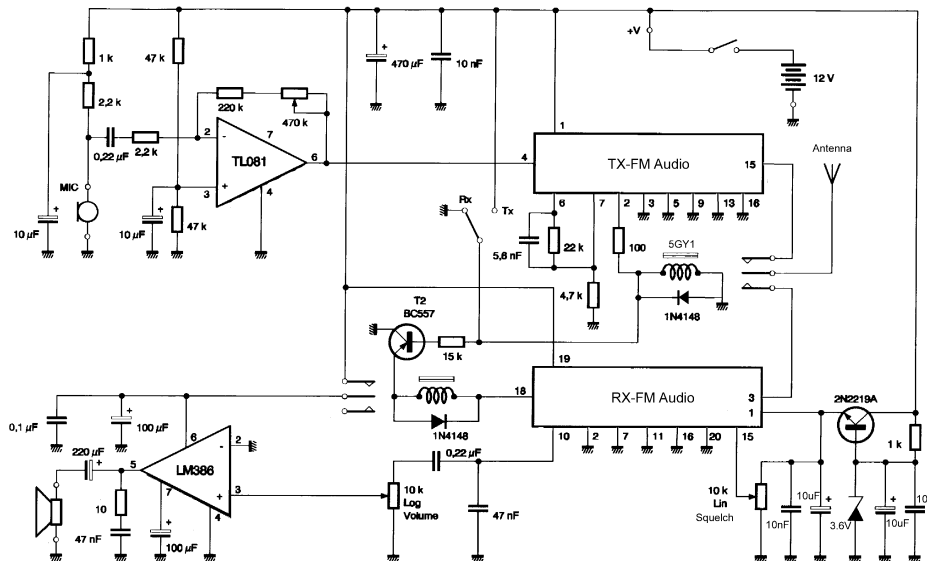 +V
12 V
1 k
47 k
470 µF
10 nF
2,2 k
220 k
470 k
0,22 µF
2,2 k
2
-
7
TL081
6
+
3
4
MIC
+
10 µF
+
10 µF
47 k
Rx
Tx
1
4
TX-FM Audio
15
6
7
2
3
5
9
13
16
Antenna
5,6 nF
22 k
100
5GY1
4,7 k
1N4148
T2
BC557
15 k
19
18
RX-FM Audio
3
1
10
2
7
11
16
20
15
2N2219A
1 k
1N4148
0,1 µF
+
100 µF
6
-
2
220 µF
+
5
LM386
7
+
3
4
10
47 nF
+
100 µF
0,22 µF
10 k
Log
Volume
47 nF
10 k
Lin
Squelch
10nF
10uF
+
3.6V
+
10uF
10